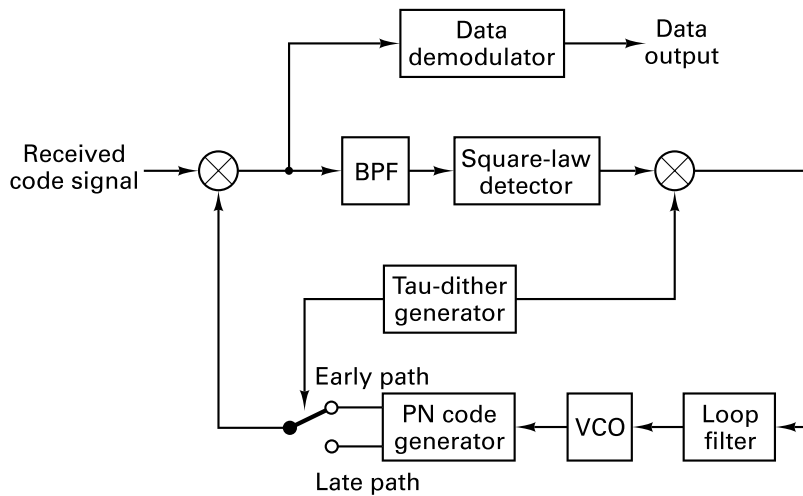 Data
demodulator
Data
output
Received
code signal
BPF
Square-law
detector
Tau-dither
generator
Early path
PN code
generator
VCO
Loop
filter
Late path